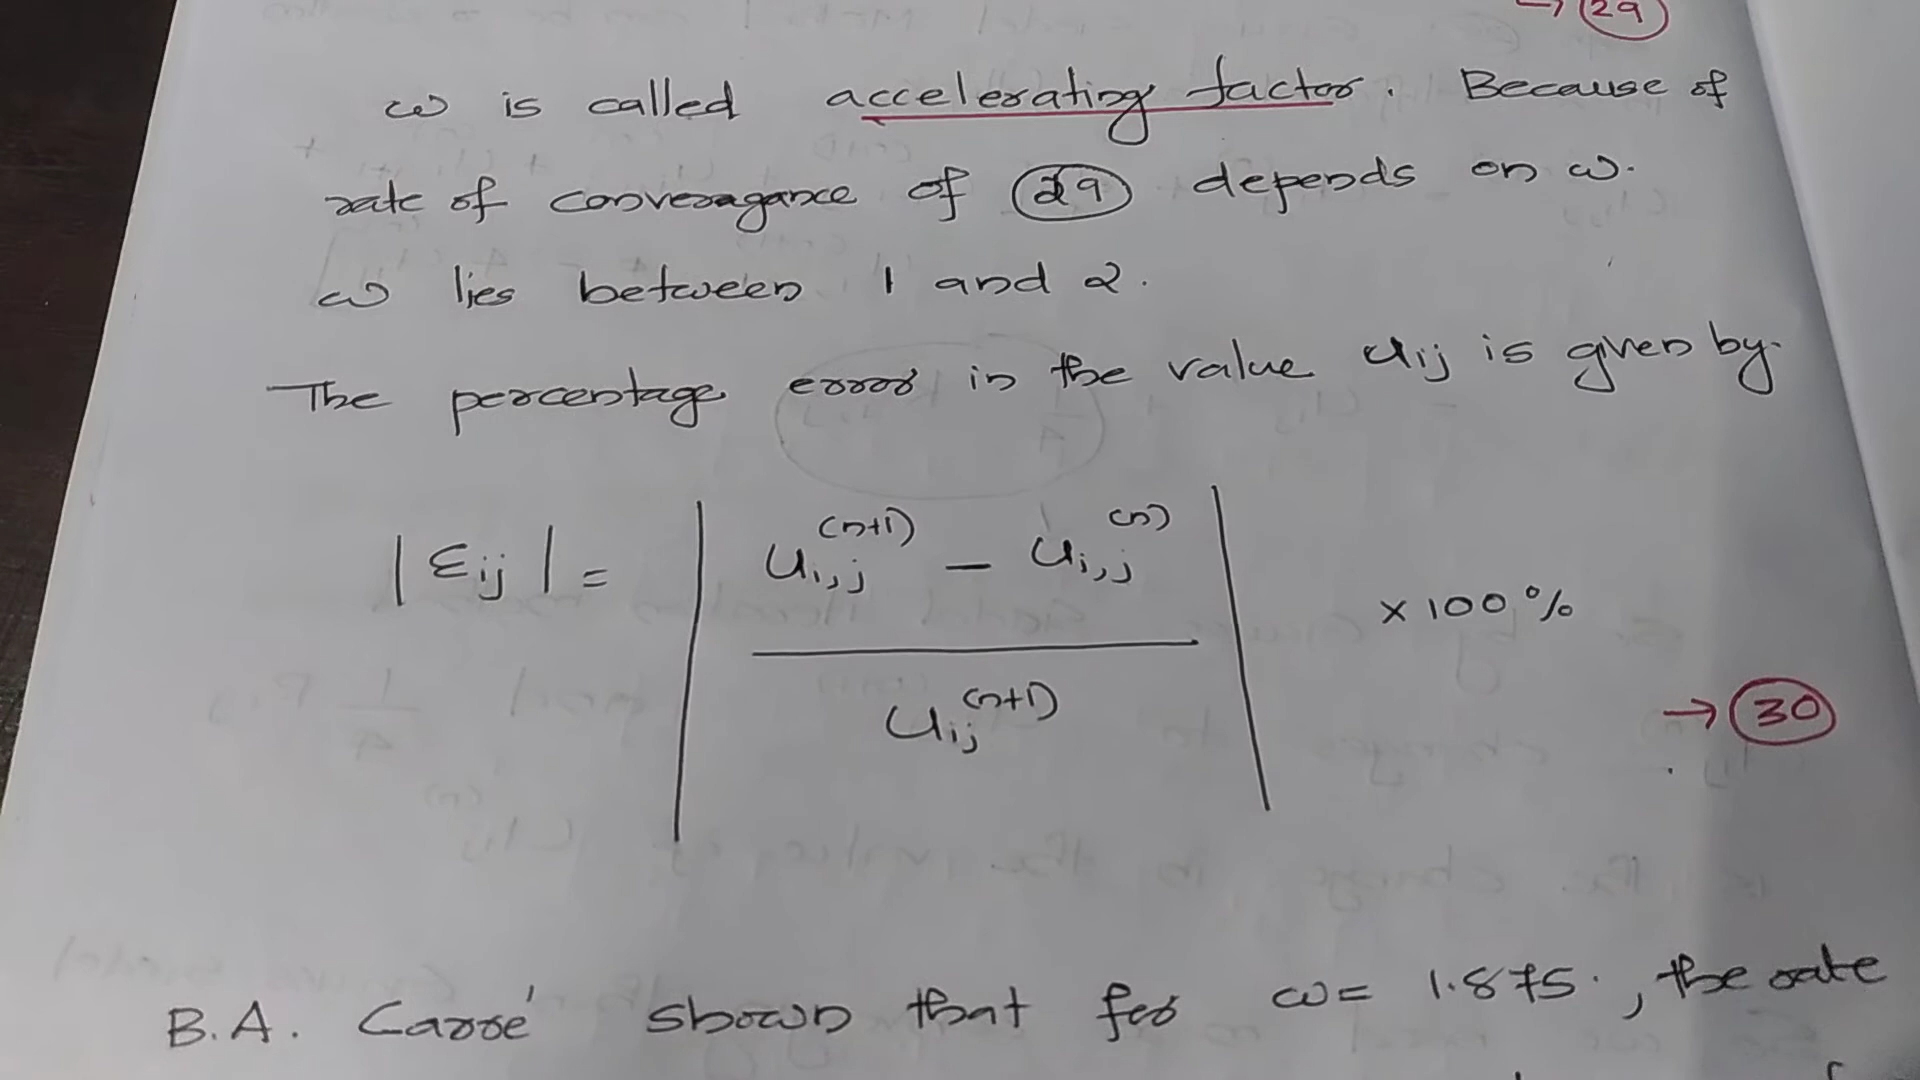 → 29
ω is called accelerating factor. Because of
rate of converagance of 29 depends on ω.
ω lies between 1 and 2.
The percentage error in the value uij is given by.
|εij| = | (u_{i,j}^{(n+1)} − u_{i,j}^{(n)}) / u_{ij}^{(n+1)} | × 100%
→ 30
B.A. Carre' shown that for ω = 1.875., the rate